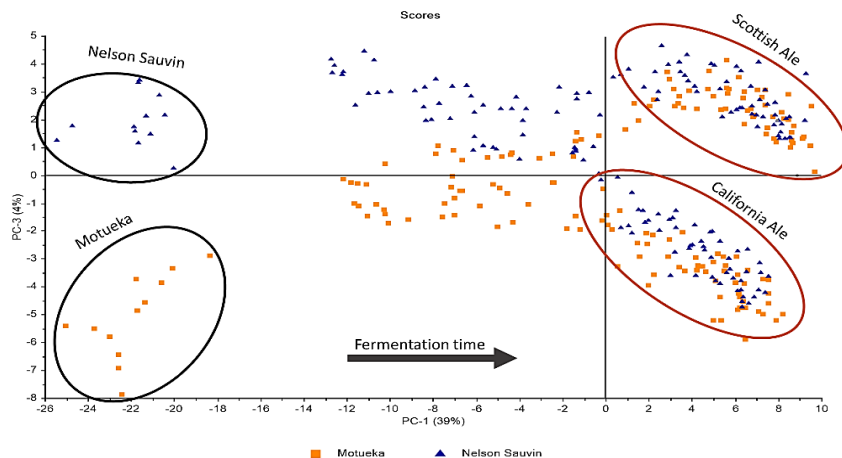 Scores
Nelson Sauvin
Scottish Ale
Motueka
California Ale
Fermentation time
PC-3 (4%)
5
4
3
2
1
0
-1
-2
-3
-4
-5
-6
-7
-8
-26 -24 -22 -20 -18 -16 -14 -12 -10 -8 -6 -4 -2 0 2 4 6 8 10
PC-1 (39%)
Motueka Nelson Sauvin